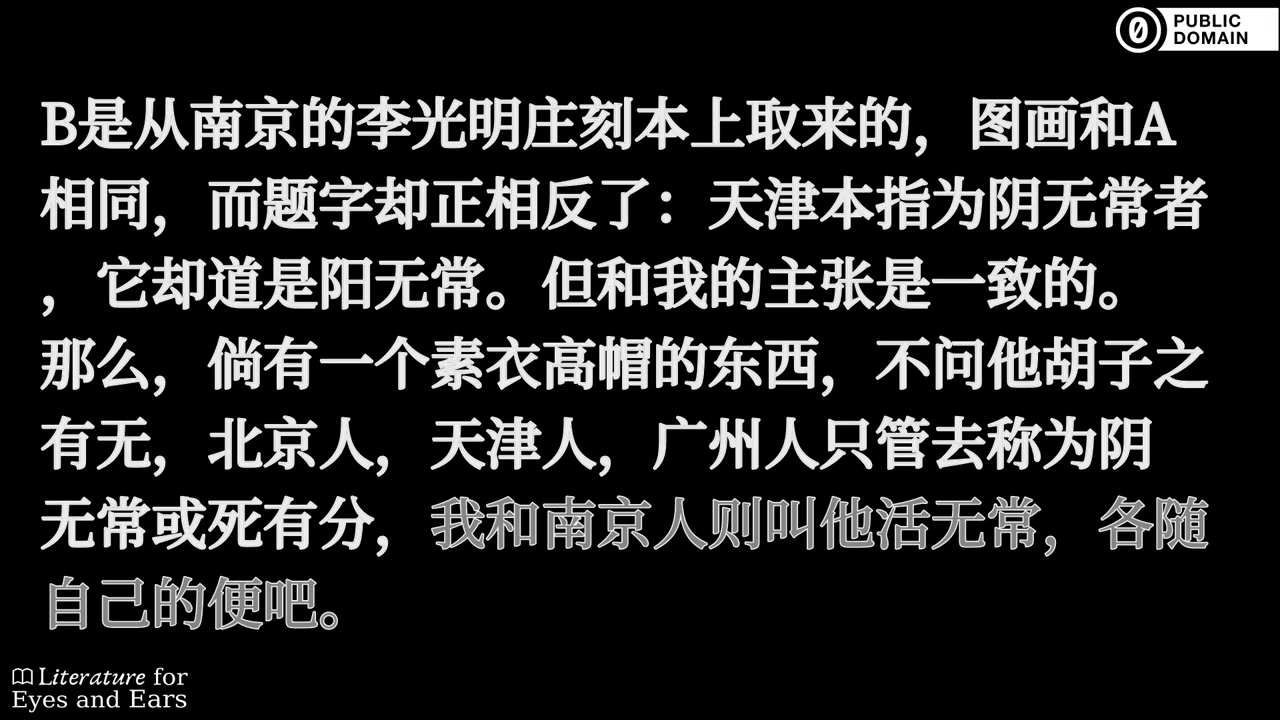 PUBLIC
DOMAIN
B是从南京的李光明庄刻本上取来的，图画和A
相同，而题字却正相反了：天津本指为阴无常者
，它却道是阳无常。但和我的主张是一致的。
那么，倘有一个素衣高帽的东西，不问他胡子之
有无，北京人，天津人，广州人只管去称为阴
无常或死有分，我和南京人则叫他活无常，各随
自己的便吧。
Literature for
Eyes and Ears